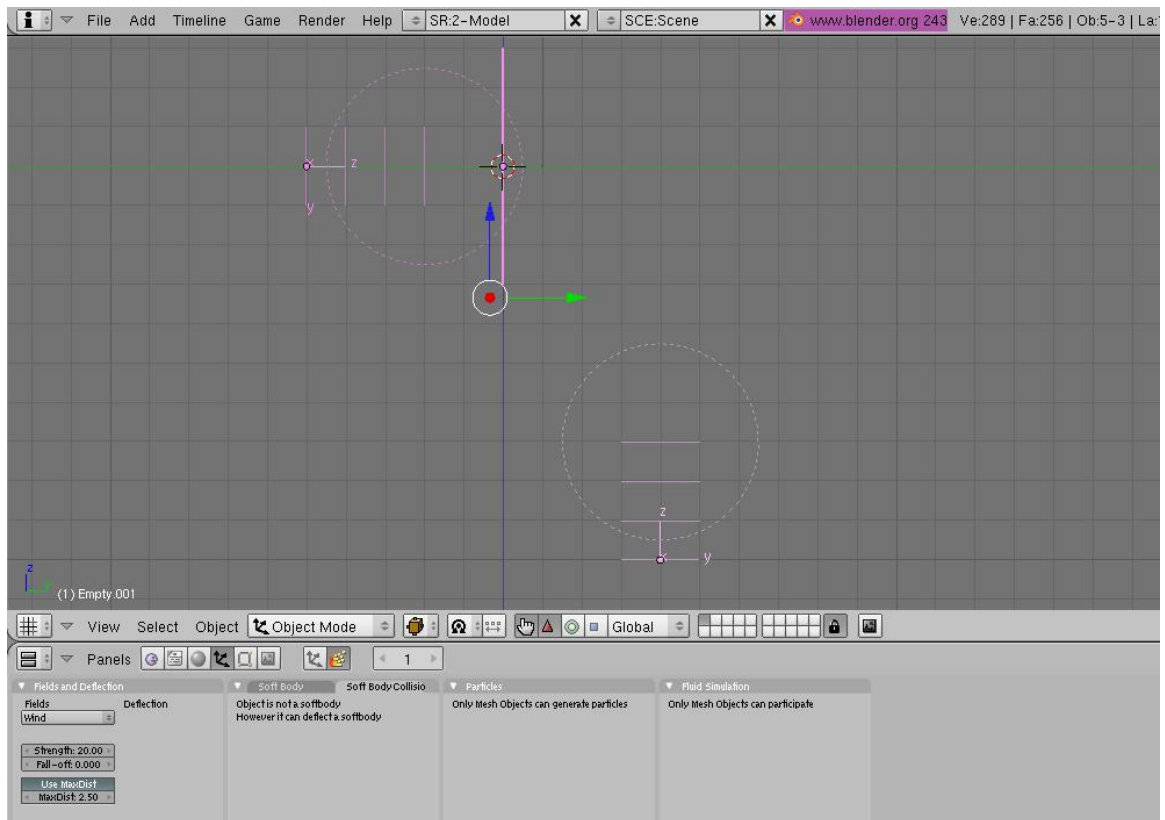 File Add Timeline Game Render Help SR:2-Model SCE:Scene www.blender.org 243 Ve:289 | Fa:256 | Ob:5-3 | La:
x z
y
z
x y
z
y
(1) Empty.001
View Select Object Object Mode Global
Panels 1
Fields and Deflection Soft Body Soft Body Collisio Particles Fluid Simulation
Fields Deflection Object is not a softbody Only Mesh Objects can generate particles Only Mesh Objects can participate
Wind However it can deflect a softbody
Strength: 20.00
Fall-off: 0.000
Use MaxDist
MaxDist: 2.50